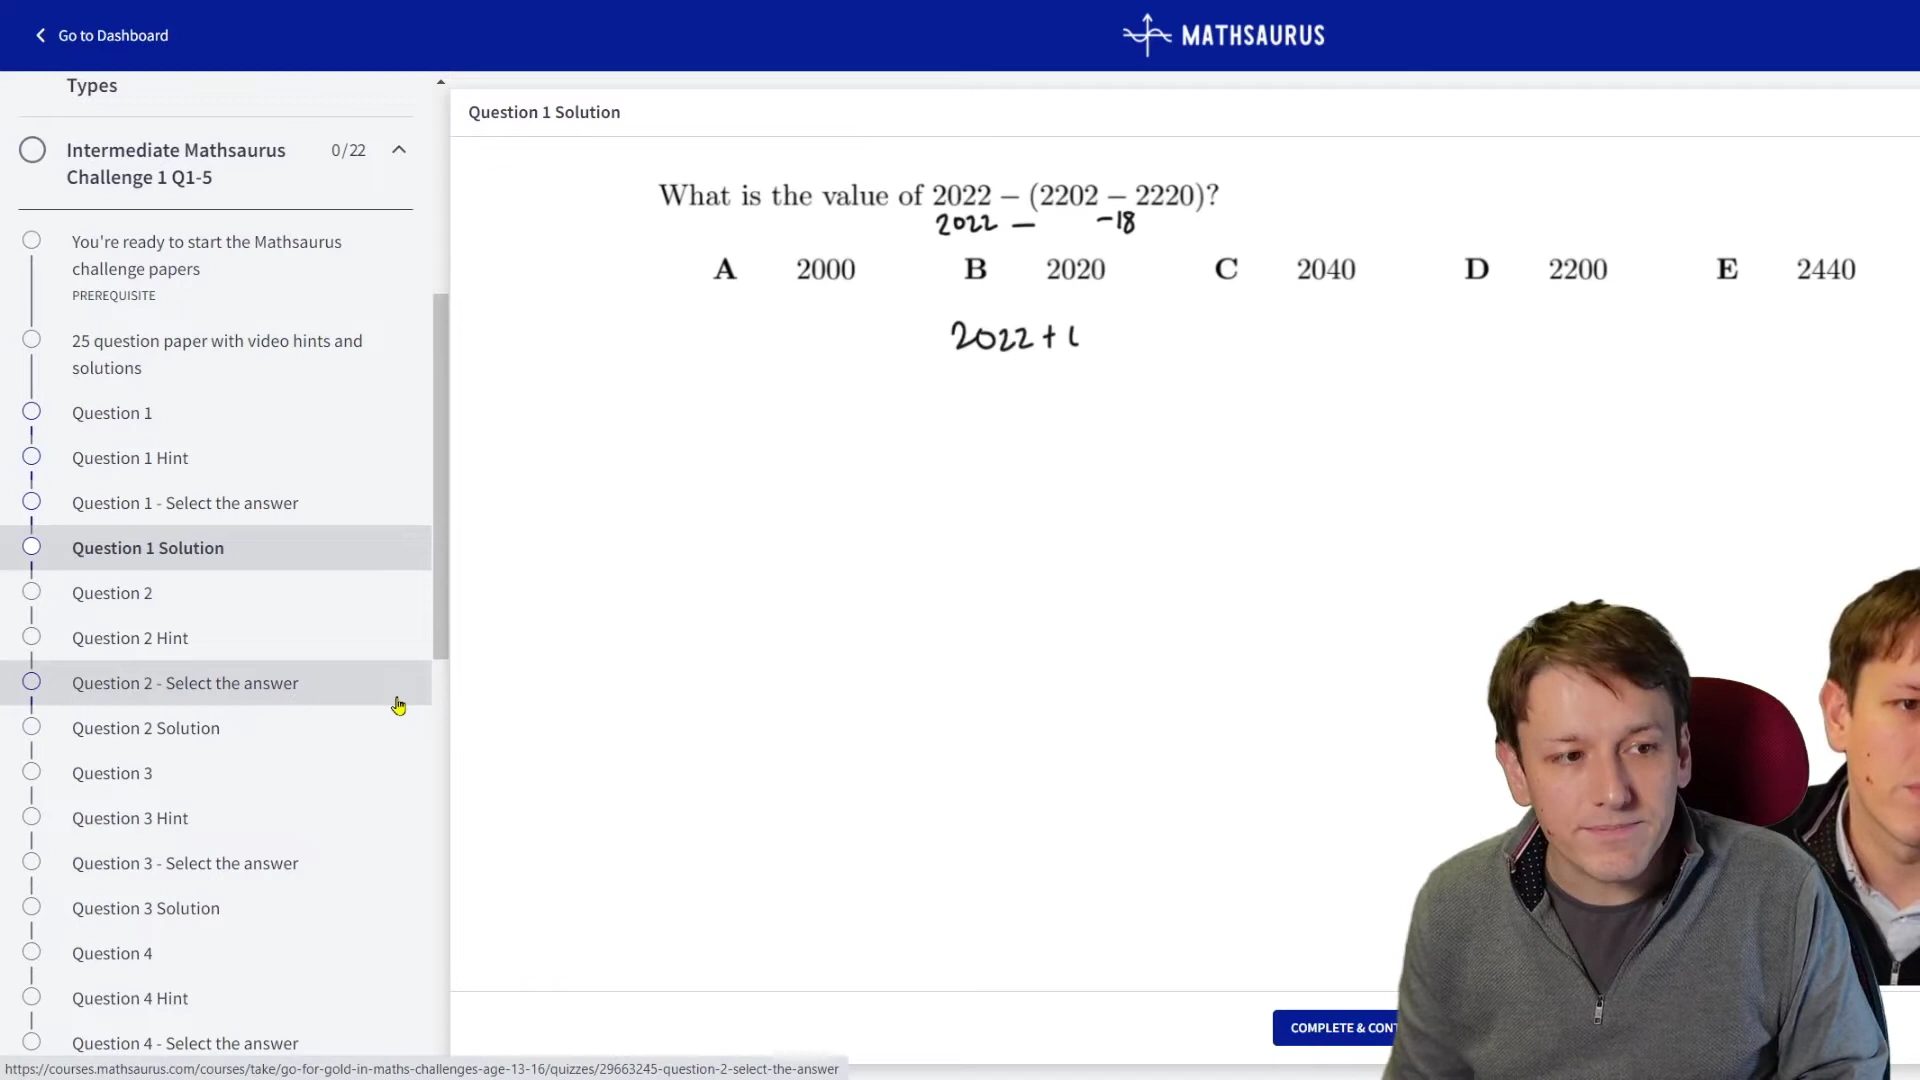 Go to Dashboard
MATHSAURUS
Types
Intermediate Mathsaurus
Challenge 1 Q1-5
0/22
You're ready to start the Mathsaurus
challenge papers
PREREQUISITE
25 question paper with video hints and
solutions
Question 1
Question 1 Hint
Question 1 - Select the answer
Question 1 Solution
Question 2
Question 2 Hint
Question 2 - Select the answer
Question 2 Solution
Question 3
Question 3 Hint
Question 3 - Select the answer
Question 3 Solution
Question 4
Question 4 Hint
Question 4 - Select the answer
Question 1 Solution
What is the value of 2022 − (2202 − 2220)?
2022 − −18
A 2000 B 2020 C 2040 D 2200 E 2440
2022 +
COMPLETE & CONT
https://courses.mathsaurus.com/courses/take/go-for-gold-in-maths-challenges-age-13-16/quizzes/29663245-question-2-select-the-answer